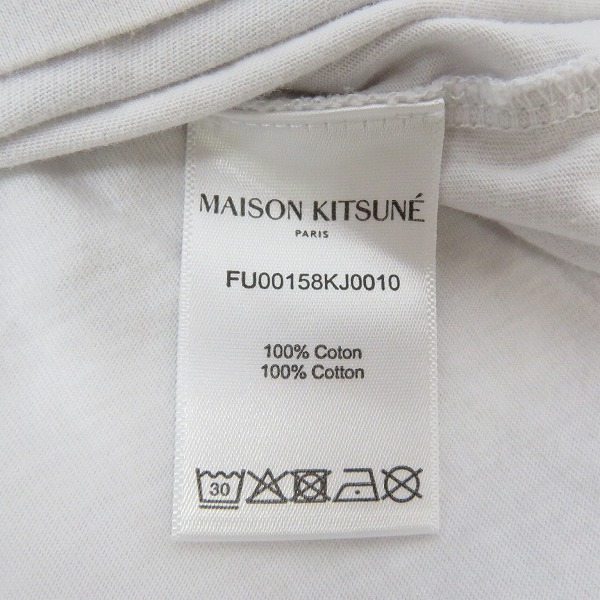 MAISON KITSUNÉ
PARIS
FU00158KJ0010
100% Coton
100% Cotton
30